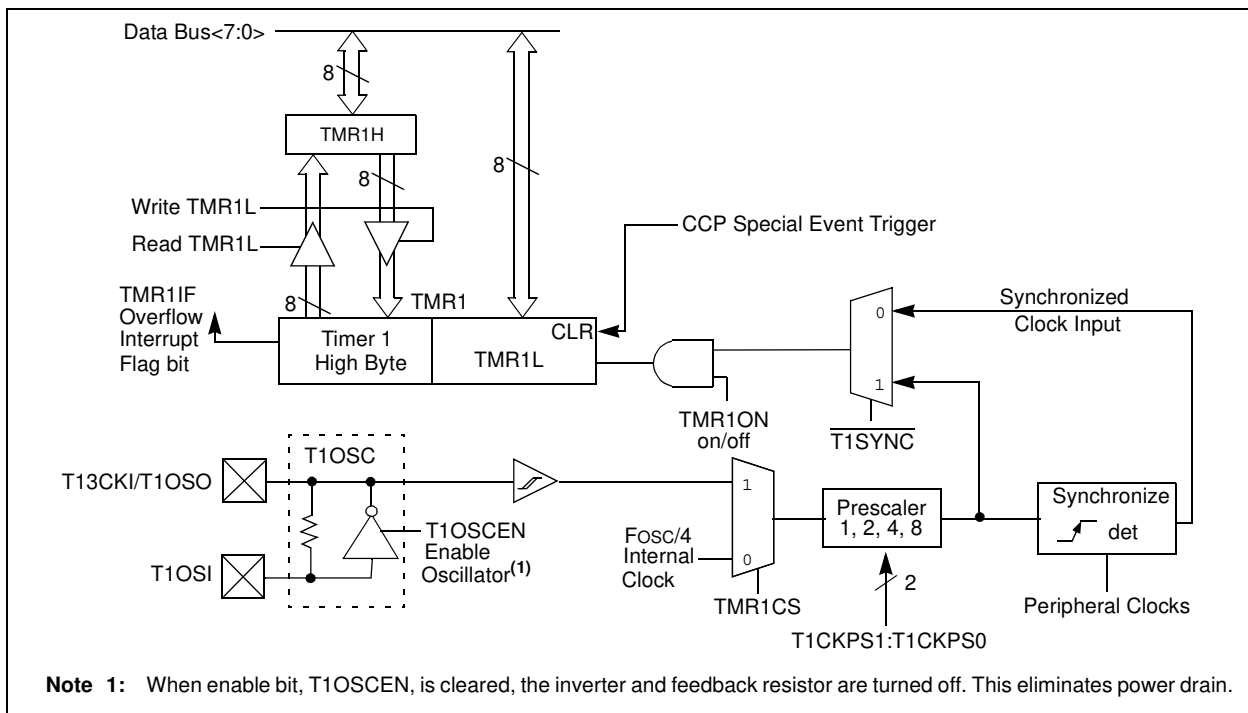 Data Bus<7:0>
8
TMR1H
8
8
Write TMR1L
CCP Special Event Trigger
Read TMR1L
8
TMR1
TMR1IF
Overflow
Interrupt
Flag bit
Timer 1
High Byte
TMR1L
CLR
0
1
Synchronized
Clock Input
TMR1ON
on/off
T1SYNC
T1OSC
T13CKI/T1OSO
T1OSI
T1OSCEN
Enable
Oscillator(1)
FOSC/4
Internal
Clock
1
0
TMR1CS
Prescaler
1, 2, 4, 8
2
T1CKPS1:T1CKPS0
Synchronize
det
Peripheral Clocks
Note 1: When enable bit, T1OSCEN, is cleared, the inverter and feedback resistor are turned off. This eliminates power drain.